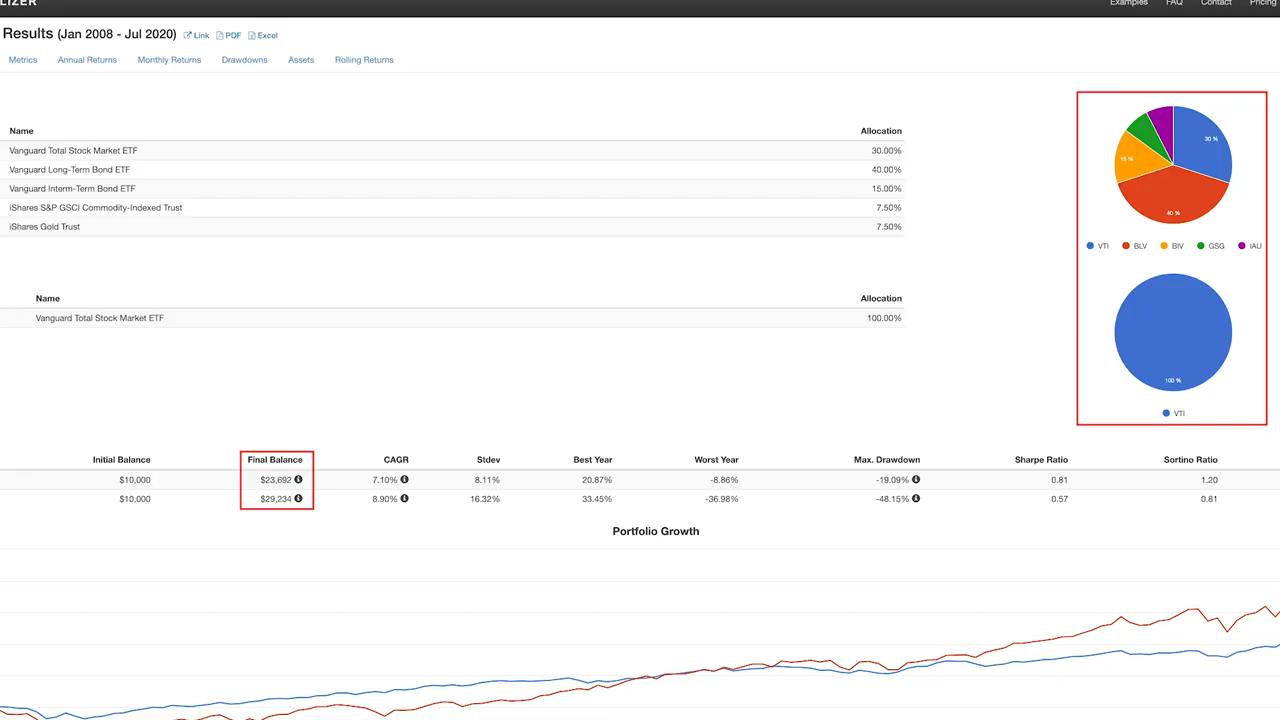 LIZER Examples FAQ Contact Pricing
Results (Jan 2008 - Jul 2020) Link PDF Excel
Metrics Annual Returns Monthly Returns Drawdowns Assets Rolling Returns
Name Allocation
Vanguard Total Stock Market ETF 30.00%
Vanguard Long-Term Bond ETF 40.00%
Vanguard Interm-Term Bond ETF 15.00%
iShares S&P GSCI Commodity-Indexed Trust 7.50%
iShares Gold Trust 7.50%
30 %
15 %
40 %
VTI BLV BIV GSG IAU
Name Allocation
Vanguard Total Stock Market ETF 100.00%
100 %
VTI
Initial Balance Final Balance CAGR Stdev Best Year Worst Year Max. Drawdown Sharpe Ratio Sortino Ratio
$10,000 $23,692 7.10% 8.11% 20.87% -8.86% -19.09% 0.81 1.20
$10,000 $29,234 8.90% 16.32% 33.45% -36.98% -48.15% 0.57 0.81
Portfolio Growth